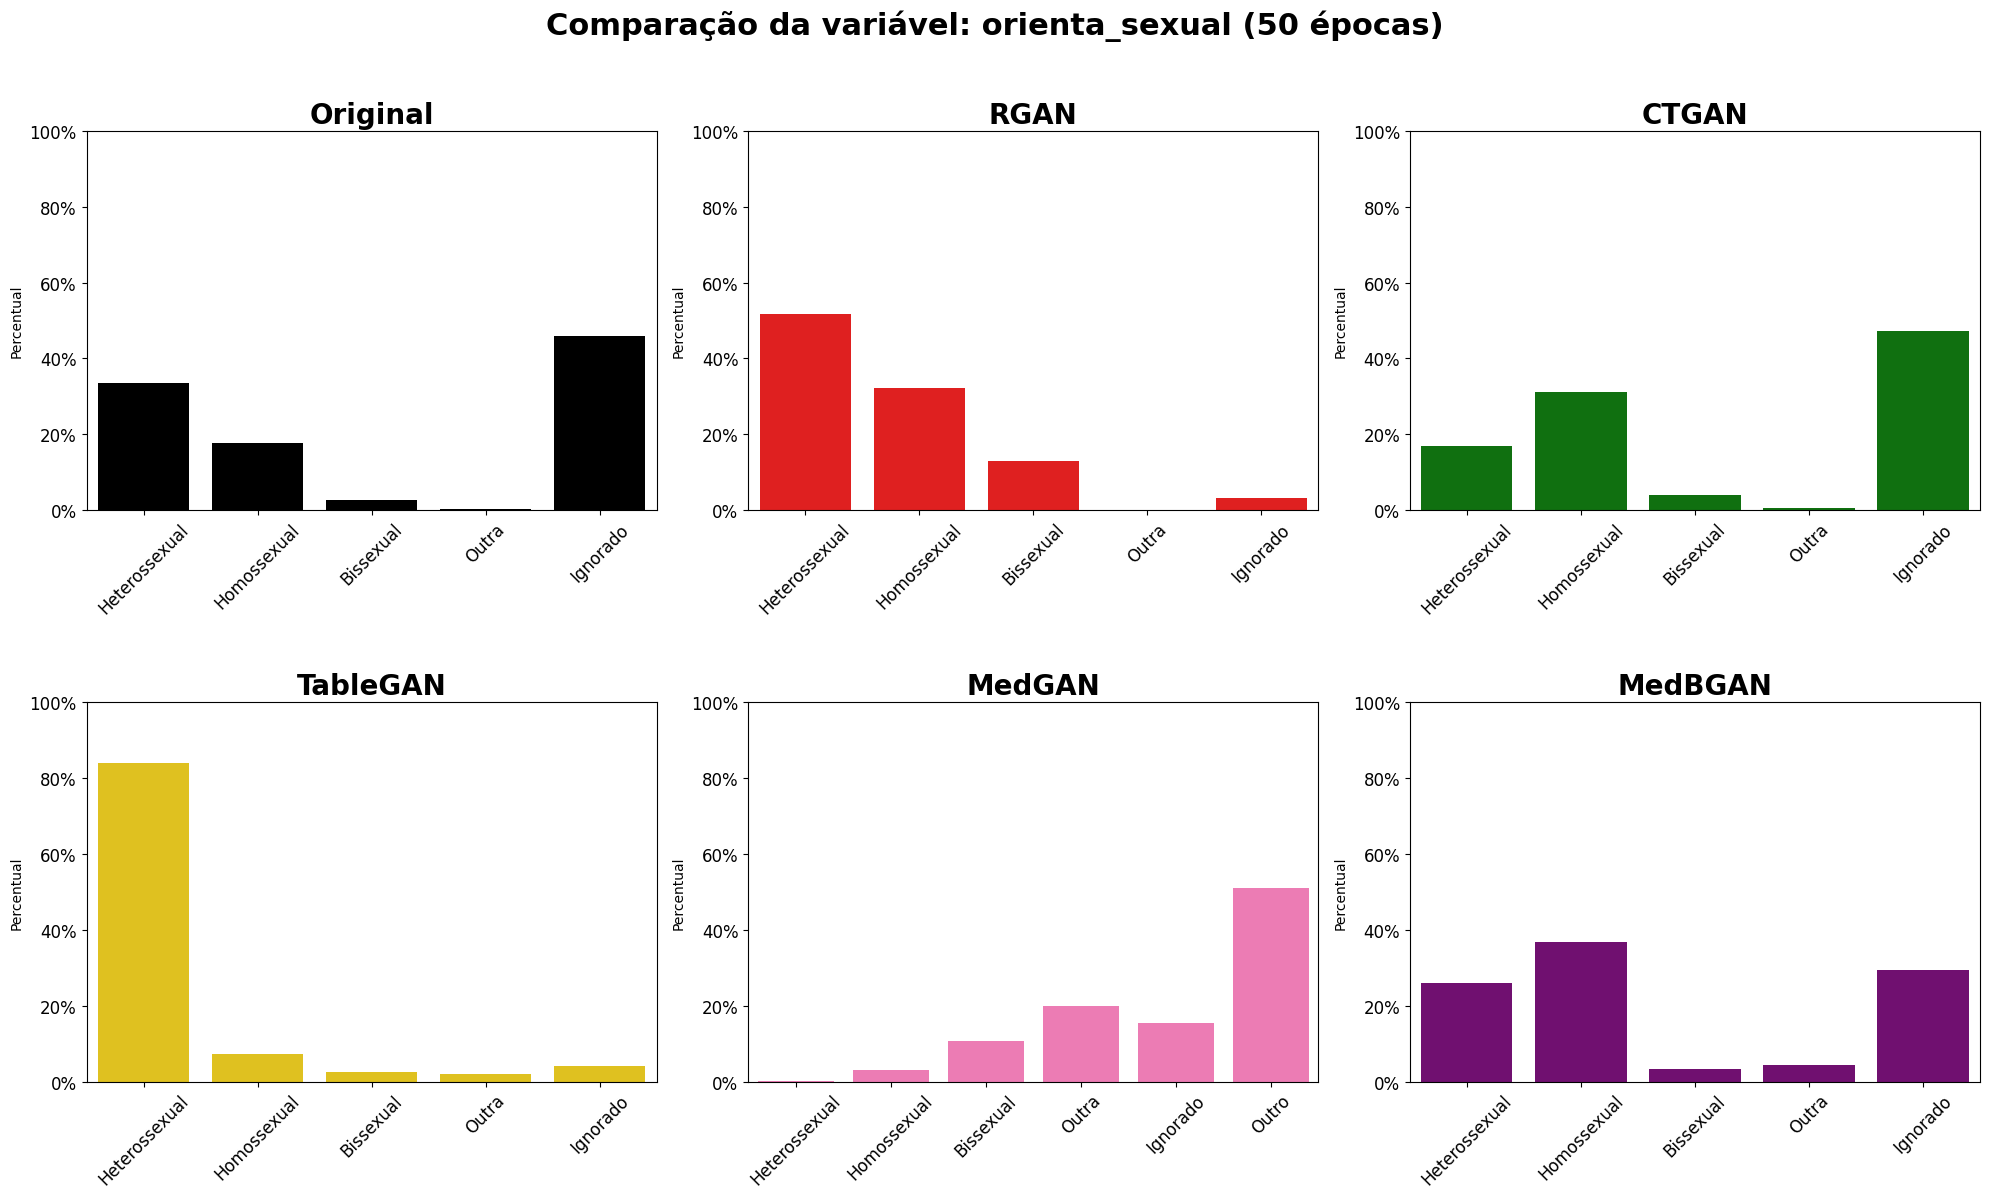 Comparação da variável: orienta_sexual (50 épocas)
Original
100%
80%
60%
40%
20%
0%
Percentual
Heterossexual
Homossexual
Bissexual
Outra
Ignorado
RGAN
100%
80%
60%
40%
20%
0%
Percentual
Heterossexual
Homossexual
Bissexual
Outra
Ignorado
CTGAN
100%
80%
60%
40%
20%
0%
Percentual
Heterossexual
Homossexual
Bissexual
Outra
Ignorado
TableGAN
100%
80%
60%
40%
20%
0%
Percentual
Heterossexual
Homossexual
Bissexual
Outra
Ignorado
MedGAN
100%
80%
60%
40%
20%
0%
Percentual
Heterossexual
Homossexual
Bissexual
Outra
Ignorado
Outro
MedBGAN
100%
80%
60%
40%
20%
0%
Percentual
Heterossexual
Homossexual
Bissexual
Outra
Ignorado